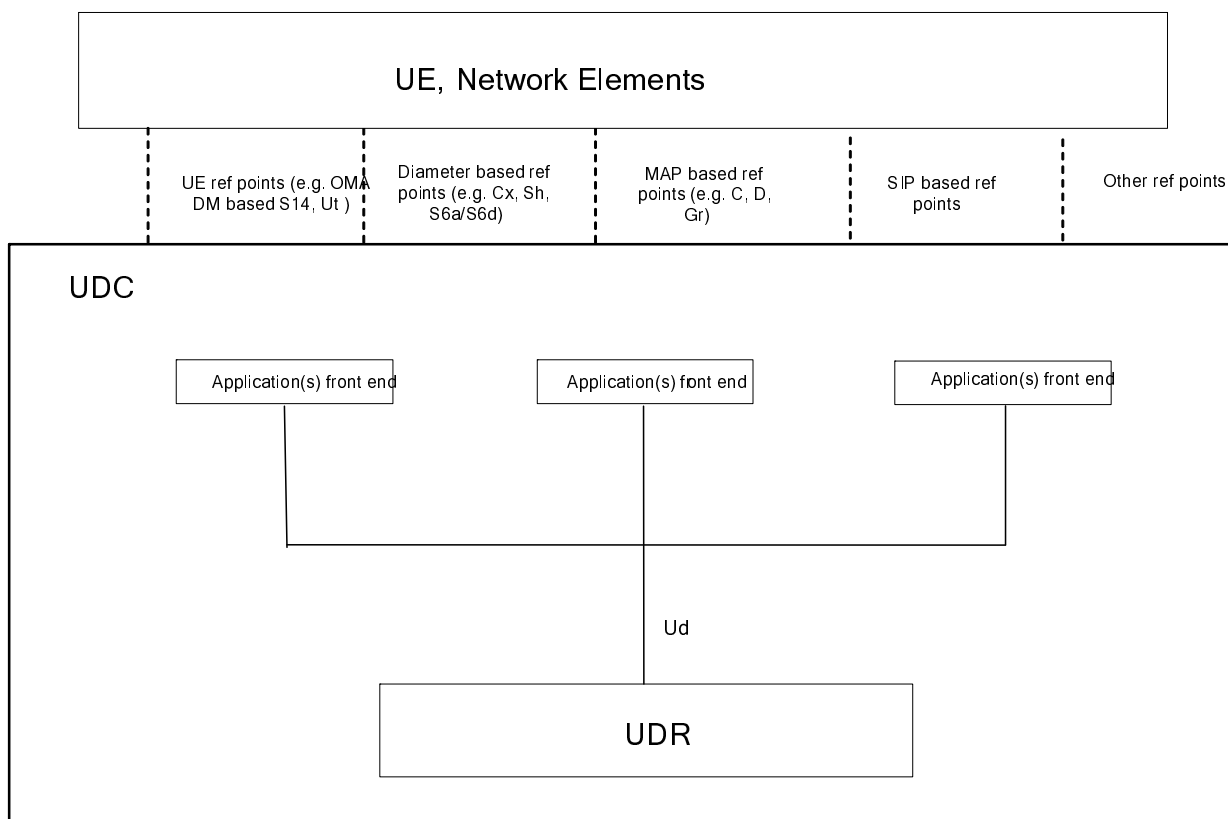 UE, Network Elements
UE ref points (e.g. OMA
DM based S14, Ut )
Diameter based ref
points (e.g. Cx, Sh,
S6a/S6d)
MAP based ref
points (e.g. C, D,
Gr)
SIP based ref
points
Other ref points
UDC
Application(s) front end
Application(s) front end
Application(s) front end
Ud
UDR